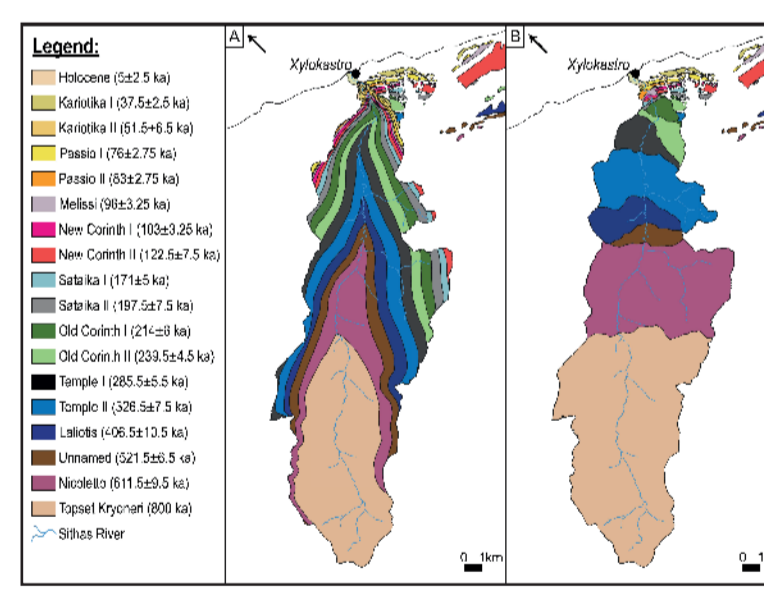 Legend:
Holocene (5±2.5 ka)
Kariotika I (37.5±2.5 ka)
Kariotika II (51.5+6.5 ka)
Passio I (76±2.75 ka)
Passio II (83±2.75 ka)
Melissi (96±3.25 ka)
New Corinth I (103±3.25 ka)
New Corinth II (122.5±7.5 ka)
Sataika I (171±5 ka)
Sataika II (197.5±7.5 ka)
Old Corinth I (214±6 ka)
Old Corinth II (239.5±4.5 ka)
Temple I (285.5±5.5 ka)
Temple II (326.5±7.5 ka)
Laliotis (406.5±10.5 ka)
Unnamed (521.5±6.5 ka)
Nicoletto (611.5±9.5 ka)
Topset Kryoneri (800 ka)
Sithas River
A
Xylokastro
0 1km
B
Xylokastro
0 1